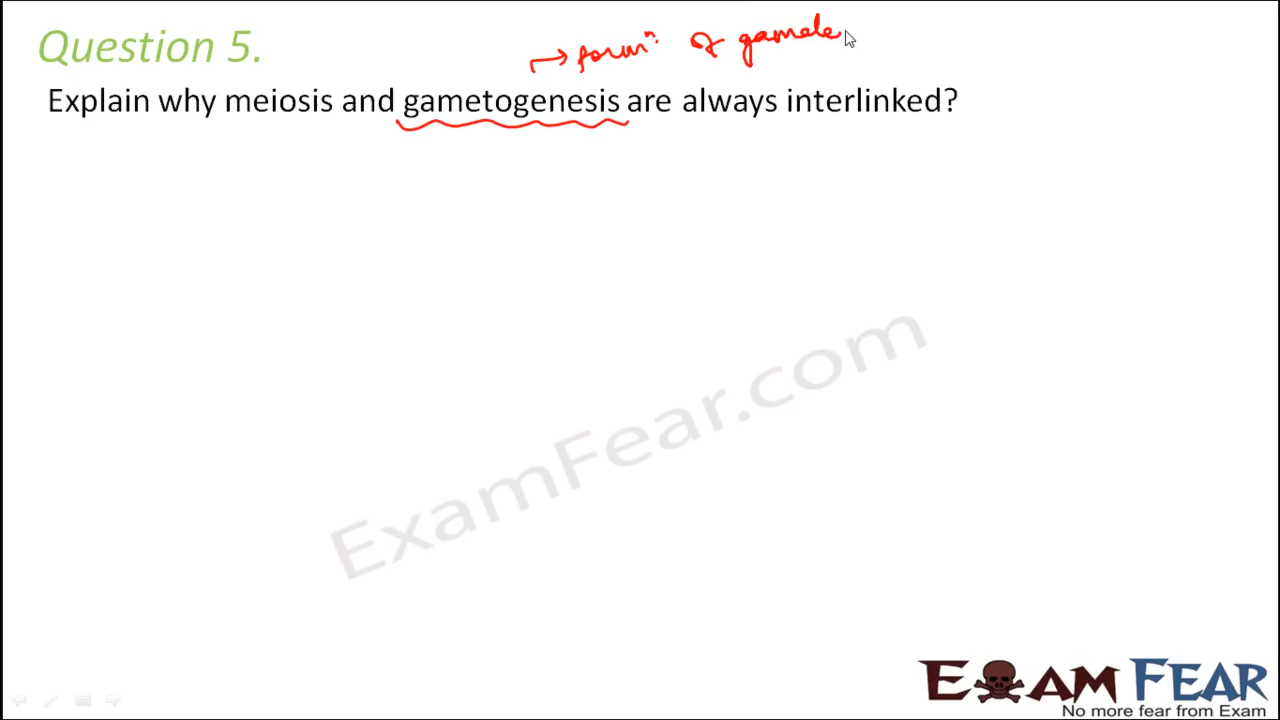 Question 5.
→ formⁿ. of gamete
Explain why meiosis and gametogenesis are always interlinked?
ExamFear.com
EXAM FEAR
No more fear from Exam